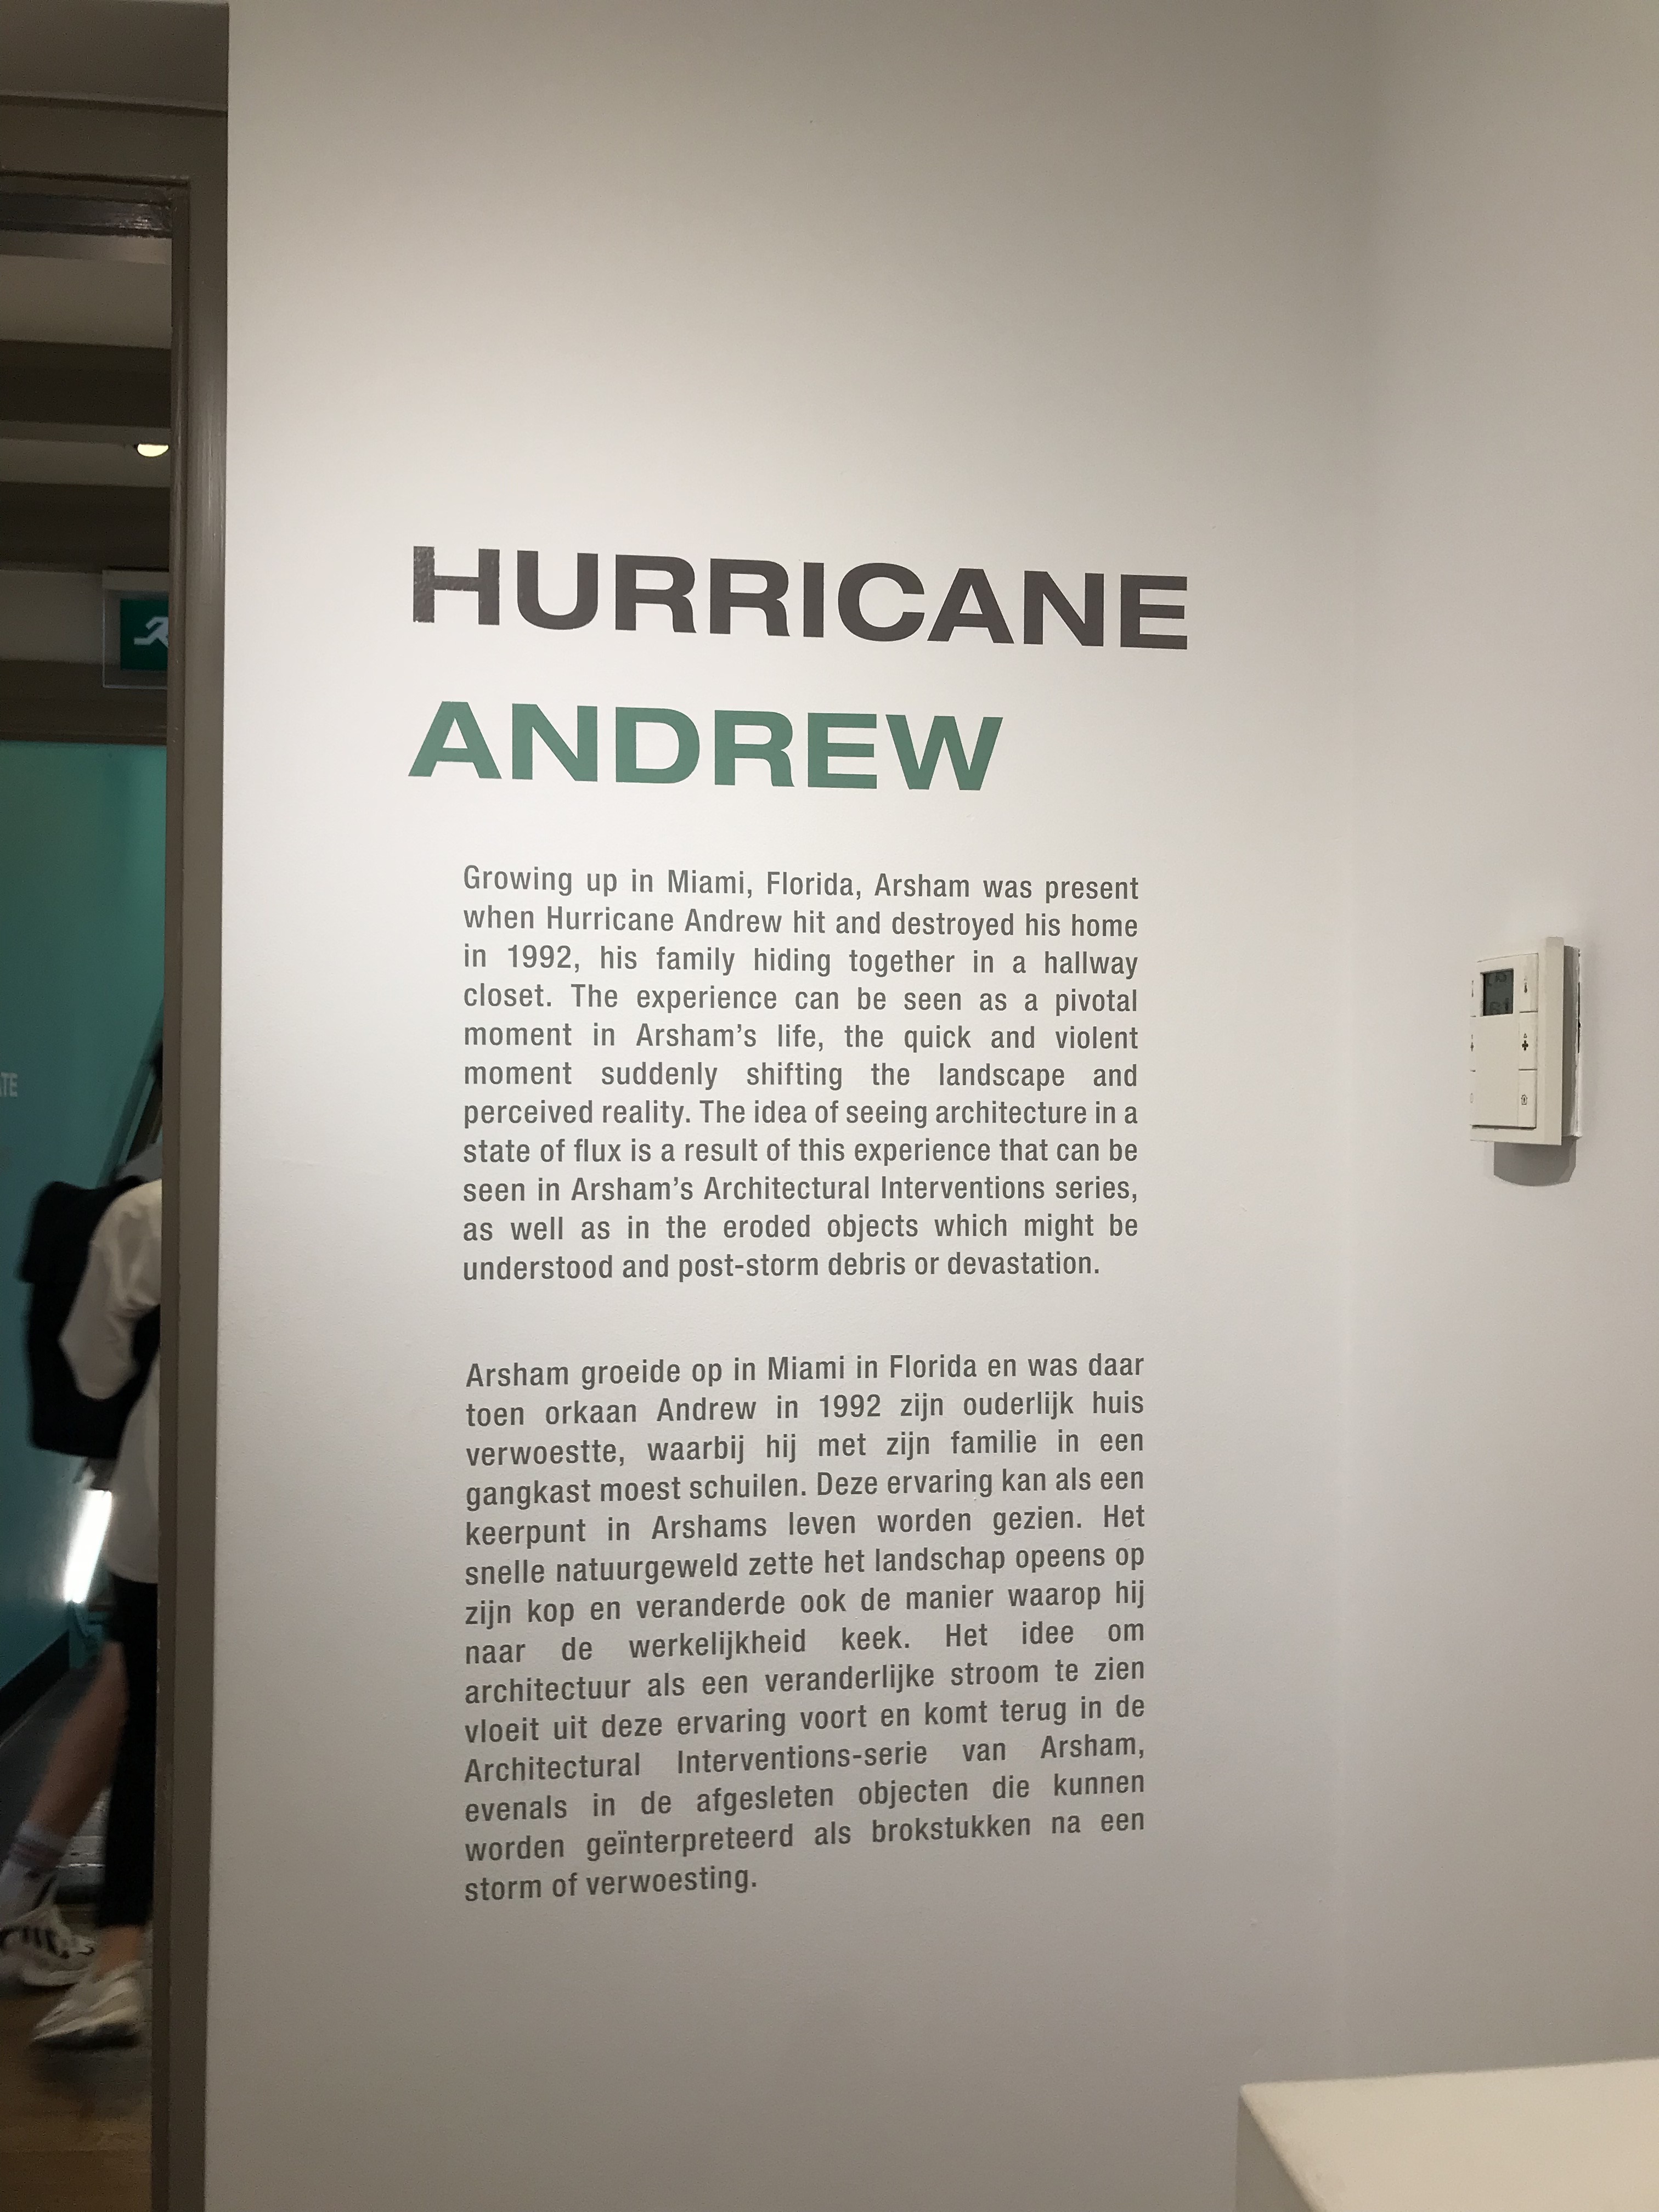 HURRICANE
ANDREW
Growing up in Miami, Florida, Arsham was present
when Hurricane Andrew hit and destroyed his home
in 1992, his family hiding together in a hallway
closet. The experience can be seen as a pivotal
moment in Arsham’s life, the quick and violent
moment suddenly shifting the landscape and
perceived reality. The idea of seeing architecture in a
state of flux is a result of this experience that can be
seen in Arsham’s Architectural Interventions series,
as well as in the eroded objects which might be
understood and post-storm debris or devastation.
Arsham groeide op in Miami in Florida en was daar
toen orkaan Andrew in 1992 zijn ouderlijk huis
verwoestte, waarbij hij met zijn familie in een
gangkast moest schuilen. Deze ervaring kan als een
keerpunt in Arshams leven worden gezien. Het
snelle natuurgeweld zette het landschap opeens op
zijn kop en veranderde ook de manier waarop hij
naar de werkelijkheid keek. Het idee om
architectuur als een veranderlijke stroom te zien
vloeit uit deze ervaring voort en komt terug in de
Architectural Interventions-serie van Arsham,
evenals in de afgesleten objecten die kunnen
worden geïnterpreteerd als brokstukken na een
storm of verwoesting.